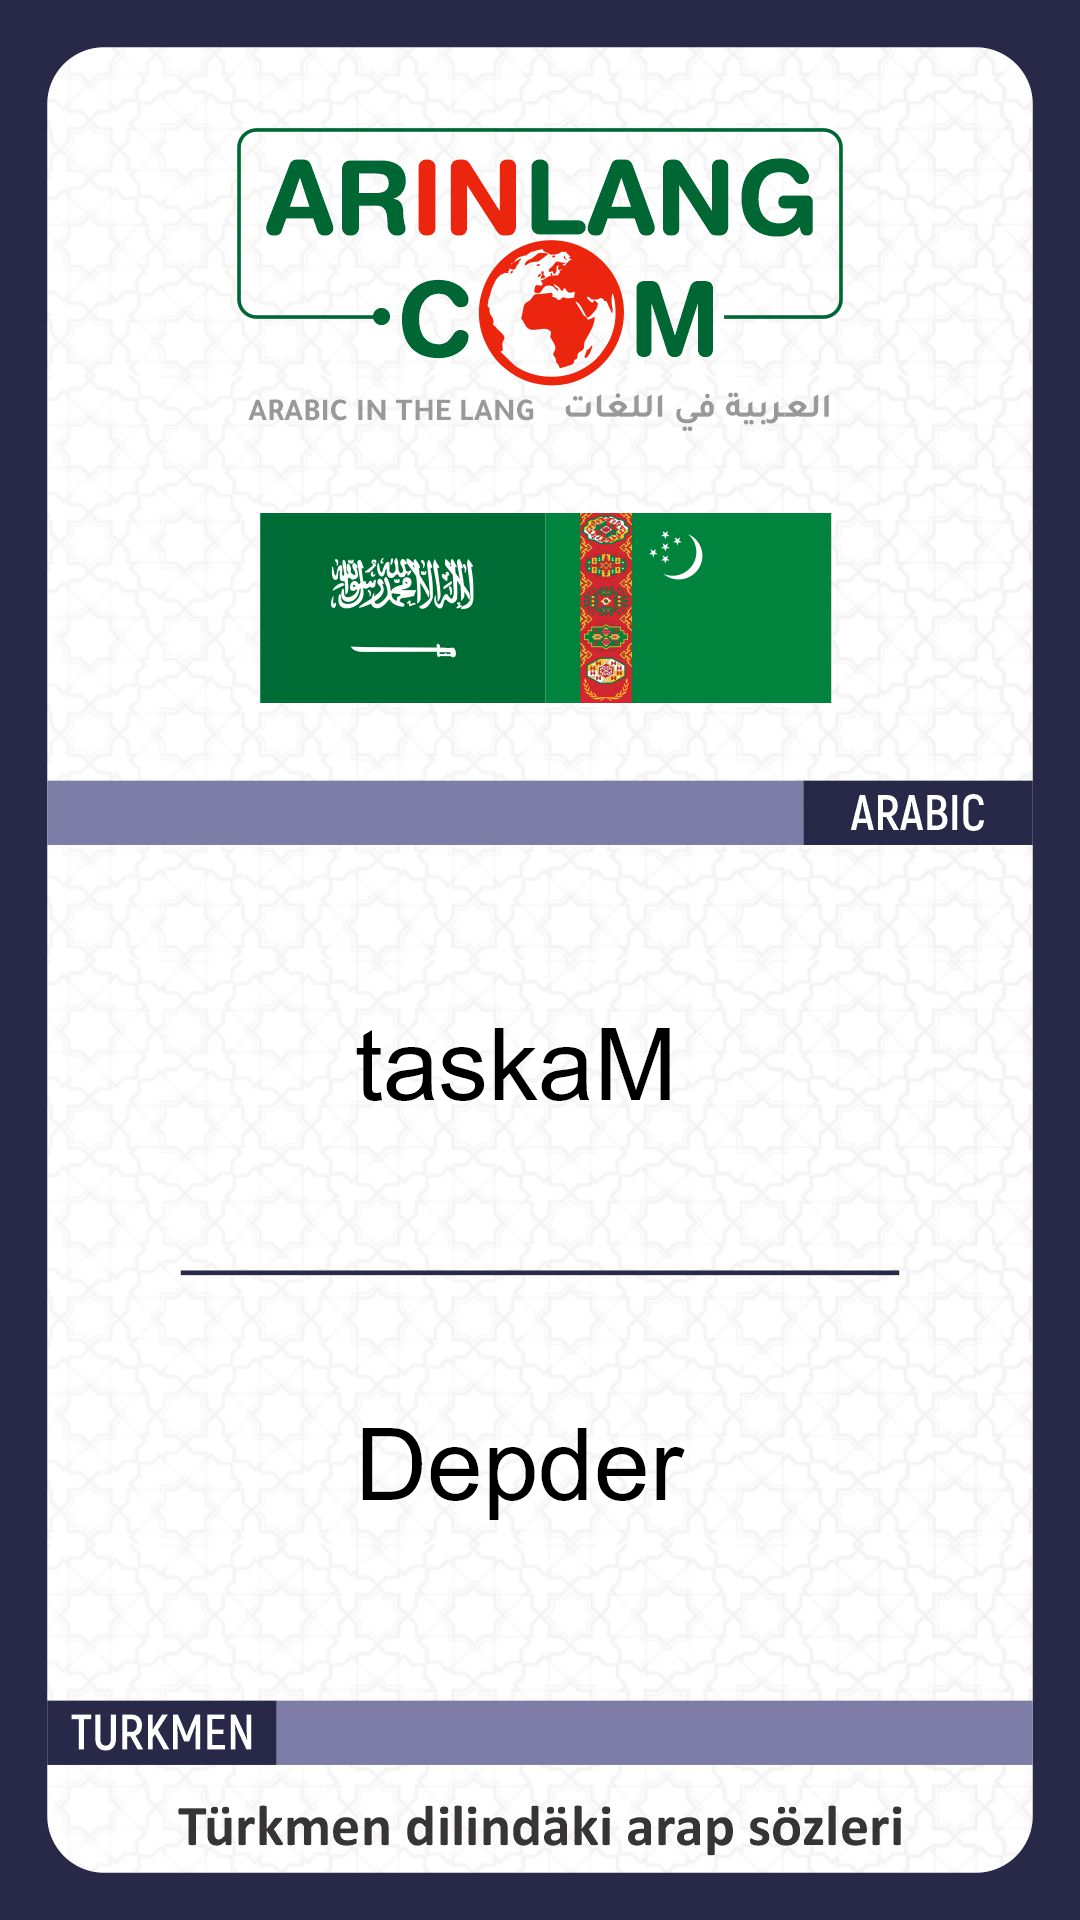 ARINLANG
.COM
ARABIC IN THE LANG العربية في اللغات
لا إله إلا الله محمد رسول الله
ARABIC
taskaM
Depder
TURKMEN
Türkmen dilindäki arap sözleri